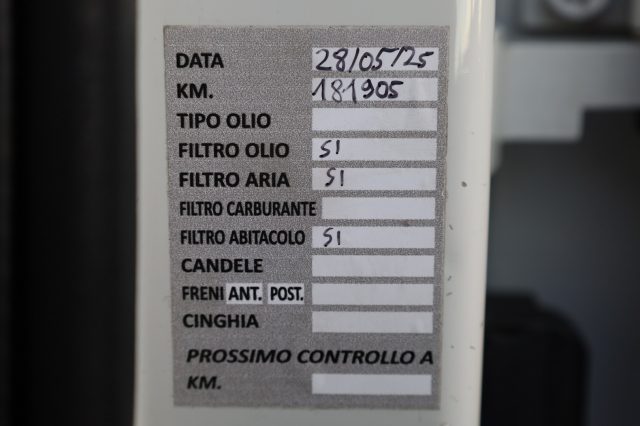 DATA 28/05/25
KM. 181905
TIPO OLIO
FILTRO OLIO SI
FILTRO ARIA SI
FILTRO CARBURANTE
FILTRO ABITACOLO SI
CANDELE
FRENI ANT. POST.
CINGHIA
PROSSIMO CONTROLLO A
KM.